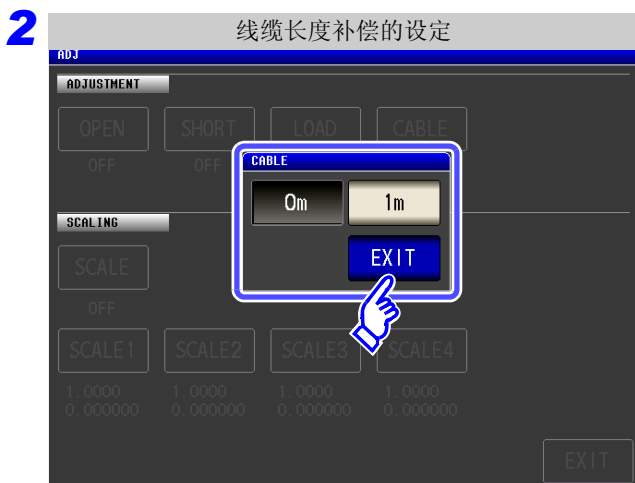 2
线缆长度补偿的设定
ADJ
ADJUSTMENT
OPEN SHORT LOAD CABLE
OFF OFF
CABLE
0m 1m
EXIT
SCALING
SCALE
OFF
SCALE1 SCALE2 SCALE3 SCALE4
1.0000 1.0000 1.0000 1.0000
0.000000 0.000000 0.000000 0.000000
EXIT